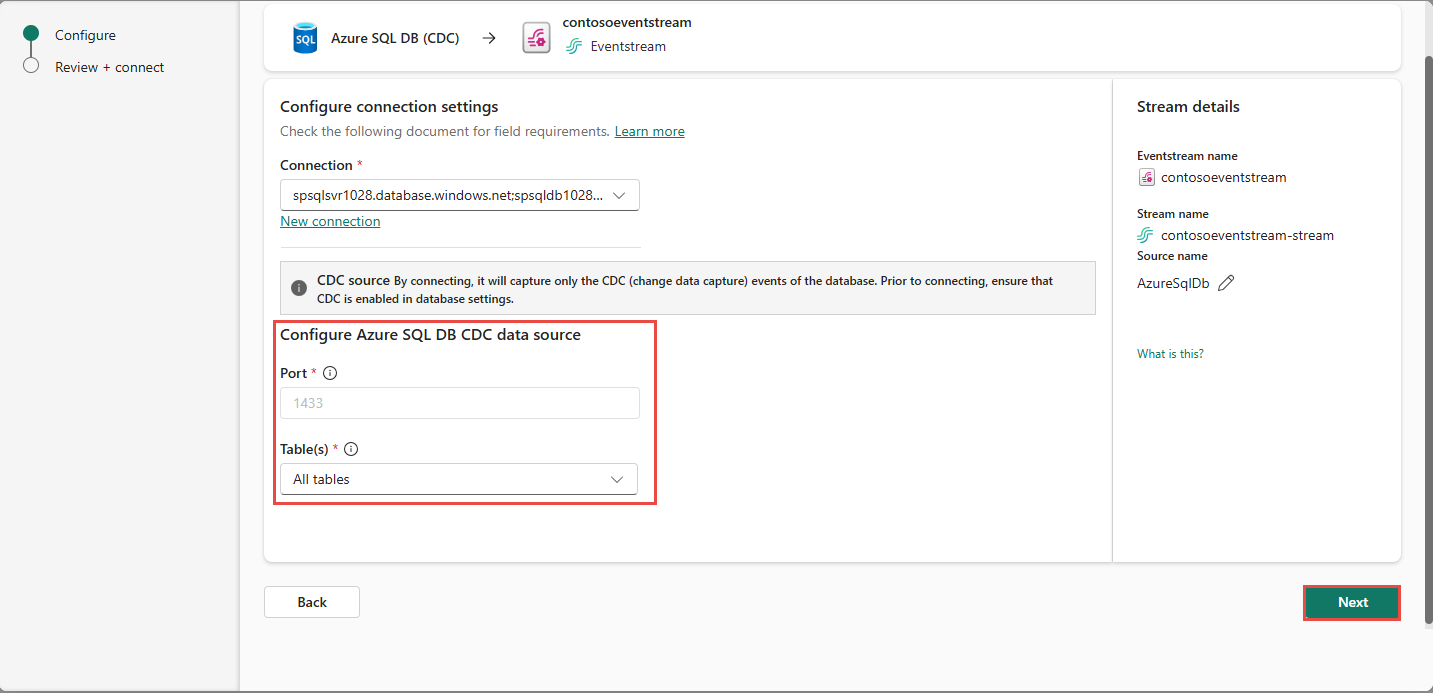 Configure
Review + connect
SQL
Azure SQL DB (CDC)
contosoeventstream
Eventstream
Configure connection settings
Check the following document for field requirements. Learn more
Connection *
spsqlsvr1028.database.windows.net;spsqldb1028...
New connection
CDC source By connecting, it will capture only the CDC (change data capture) events of the database. Prior to connecting, ensure that
CDC is enabled in database settings.
Configure Azure SQL DB CDC data source
Port *
1433
Table(s) *
All tables
Stream details
Eventstream name
contosoeventstream
Stream name
contosoeventstream-stream
Source name
AzureSqlDb
What is this?
Back
Next